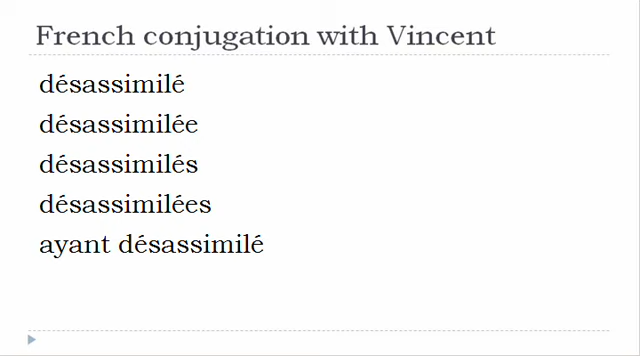 French conjugation with Vincent
désassimilé
désassimilée
désassimilés
désassimilées
ayant désassimilé